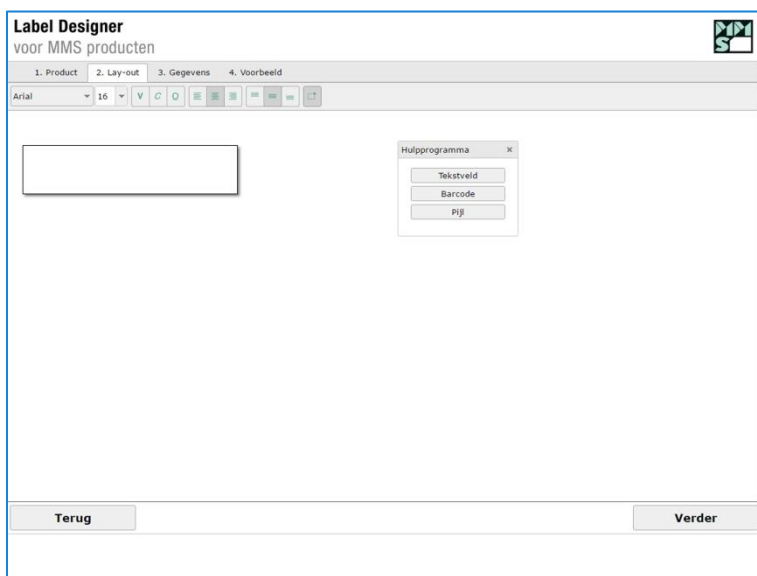 Label Designer
voor MMS producten
MMS
1. Product 2. Lay-out 3. Gegevens 4. Voorbeeld
Arial 16 V C O
Hulpprogramma ×
Tekstveld
Barcode
Pijl
Terug Verder